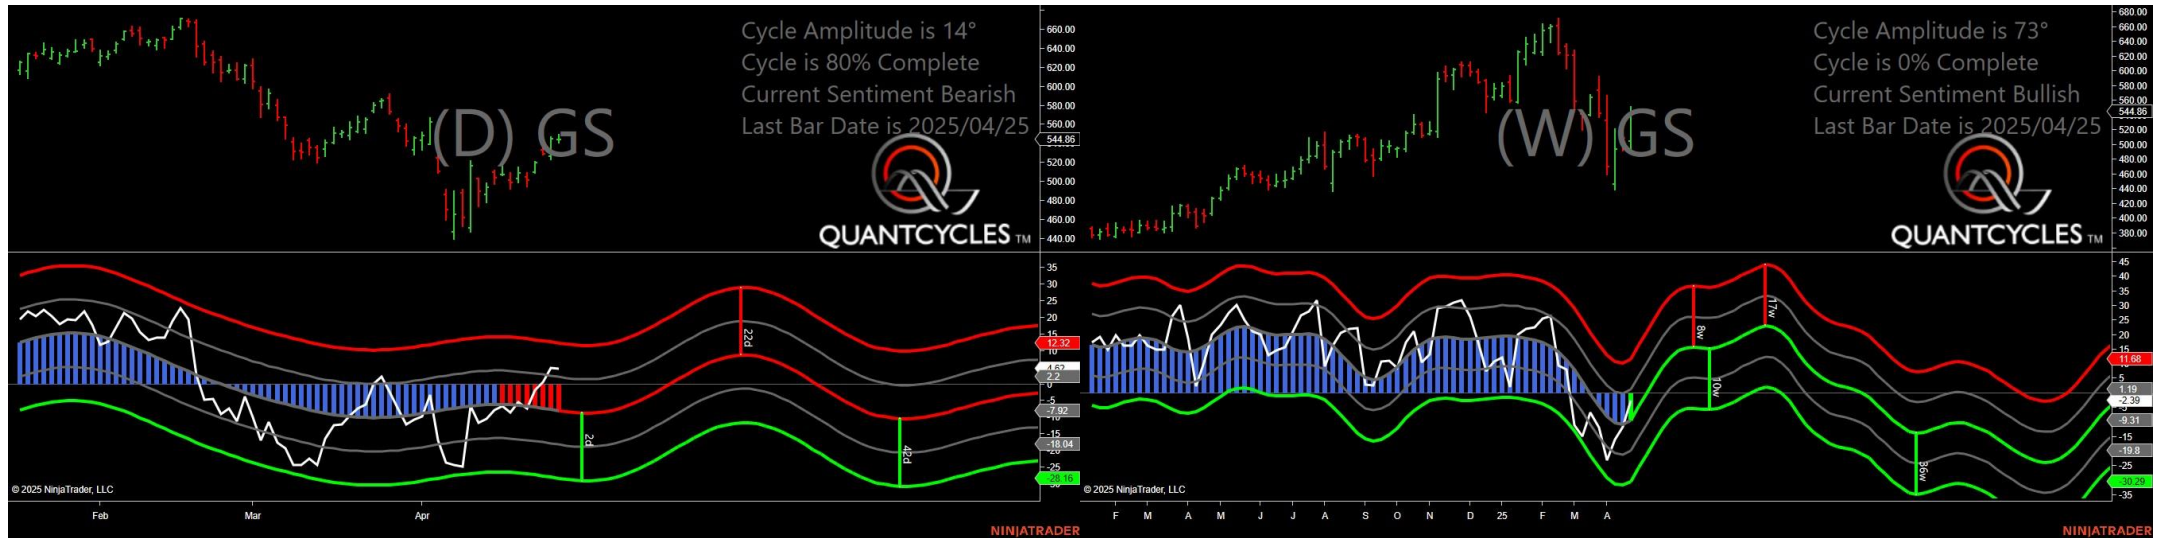 Cycle Amplitude is 14°
Cycle is 80% Complete
Current Sentiment Bearish
Last Bar Date is 2025/04/25
(D) GS
QUANTCYCLES TM
660.00
640.00
620.00
600.00
580.00
560.00
544.86
520.00
500.00
480.00
460.00
440.00
35
30
25
20
15
12.32
10
4.62
2.2
0
-5
-7.92
-18.04
-25
-28.16
22d
2d
42d
© 2025 NinjaTrader, LLC
Feb
Mar
Apr
NINJATRADER
Cycle Amplitude is 73°
Cycle is 0% Complete
Current Sentiment Bullish
Last Bar Date is 2025/04/25
(W) GS
QUANTCYCLES TM
680.00
660.00
640.00
620.00
600.00
580.00
560.00
544.86
520.00
500.00
480.00
460.00
440.00
420.00
400.00
380.00
45
40
35
30
25
20
15
11.68
5
1.19
-2.39
-9.31
-15
-19.8
-25
-30.29
-35
8w
17w
10w
36w
© 2025 NinjaTrader, LLC
F
M
A
M
J
J
A
S
O
N
D
25
F
M
A
NINJATRADER